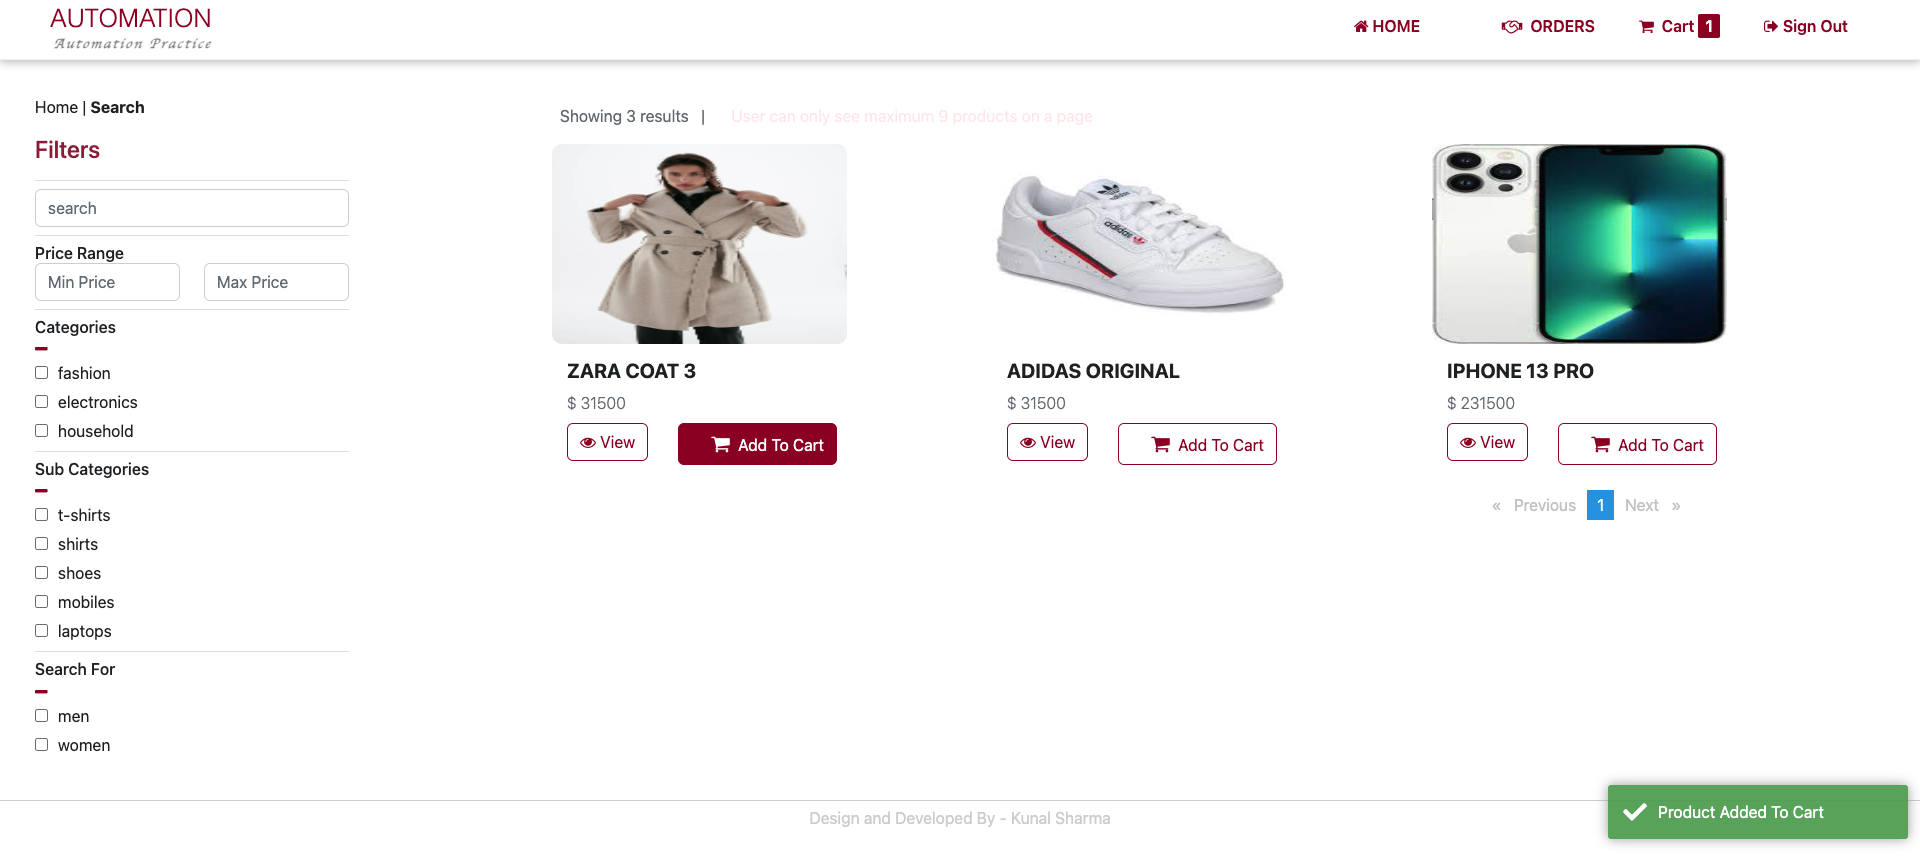 AUTOMATION
Automation Practice
HOME
ORDERS
Cart 1
Sign Out
Home | Search
Filters
search
Price Range
Min Price
Max Price
Categories
fashion
electronics
household
Sub Categories
t-shirts
shirts
shoes
mobiles
laptops
Search For
men
women
Showing 3 results |
User can only see maximum 9 products on a page
ZARA COAT 3
$ 31500
View
Add To Cart
adidas
adidas
ADIDAS ORIGINAL
$ 31500
View
Add To Cart
IPHONE 13 PRO
$ 231500
View
Add To Cart
« Previous 1 Next »
Design and Developed By - Kunal Sharma
Product Added To Cart